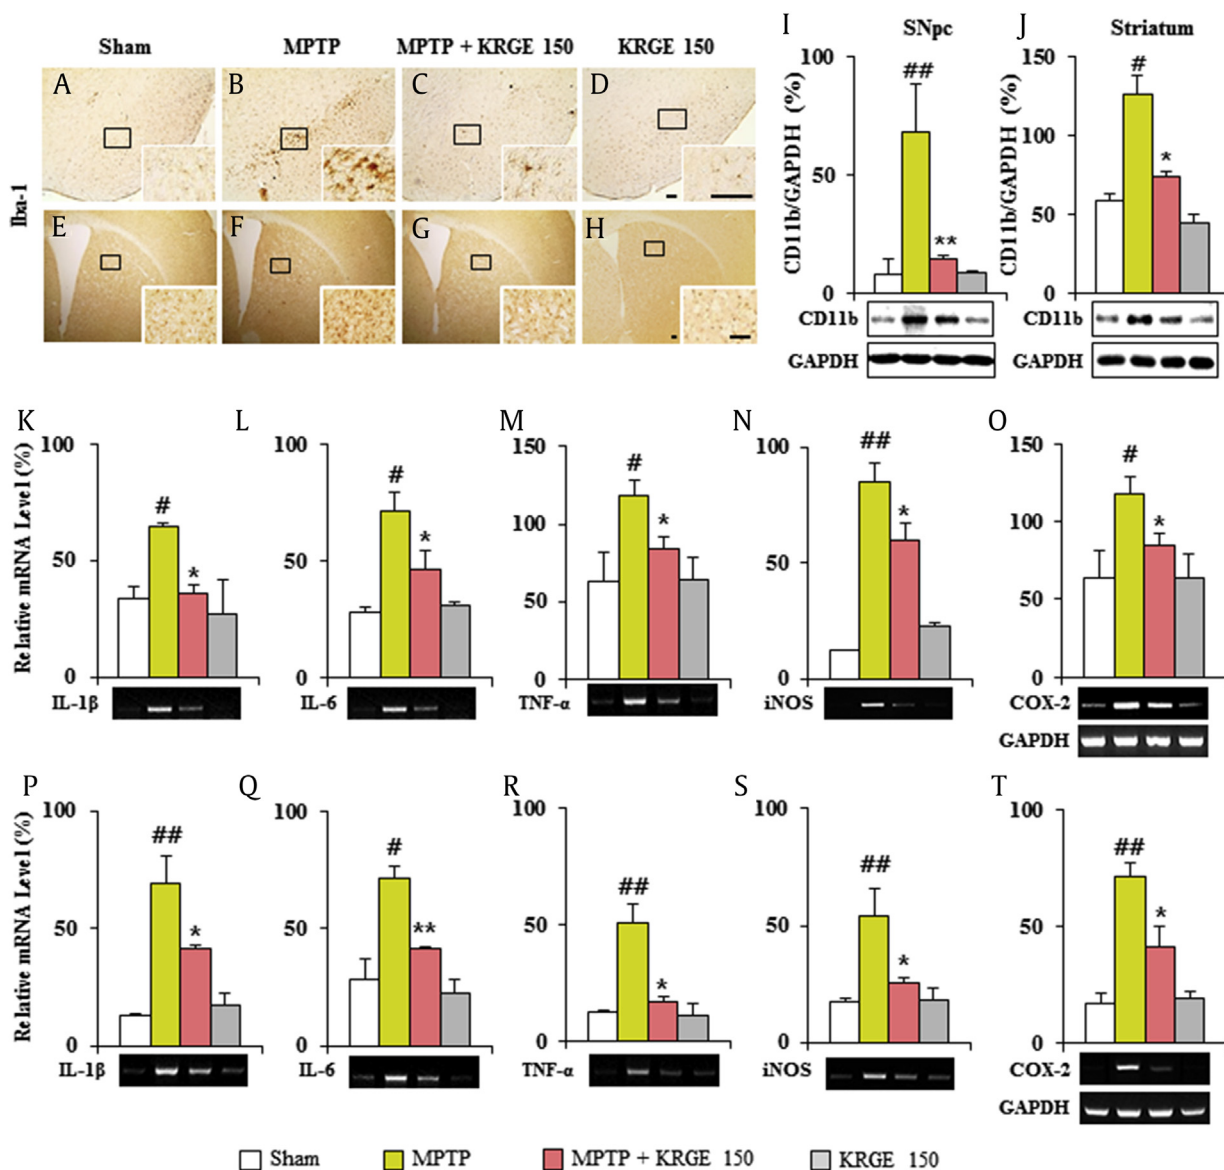 Sham MPTP MPTP + KRGE 150 KRGE 150
Iba-1
A B C D
E F G H
I SNpc
CD11b/GAPDH (%)
100
50
0
##
**
CD11b
GAPDH
J Striatum
CD11b/GAPDH (%)
150
100
50
0
#
*
CD11b
GAPDH
K
Relative mRNA Level (%)
100
50
0
#
*
IL-1β
L
100
50
0
#
*
IL-6
M
150
100
50
0
#
*
TNF-α
N
100
50
0
##
*
iNOS
O
150
100
50
0
#
*
COX-2
GAPDH
P
Relative mRNA Level (%)
100
50
0
##
*
IL-1β
Q
100
50
0
#
**
IL-6
R
100
50
0
##
*
TNF-α
S
100
50
0
##
*
iNOS
T
100
50
0
##
*
COX-2
GAPDH
Sham MPTP MPTP + KRGE 150 KRGE 150